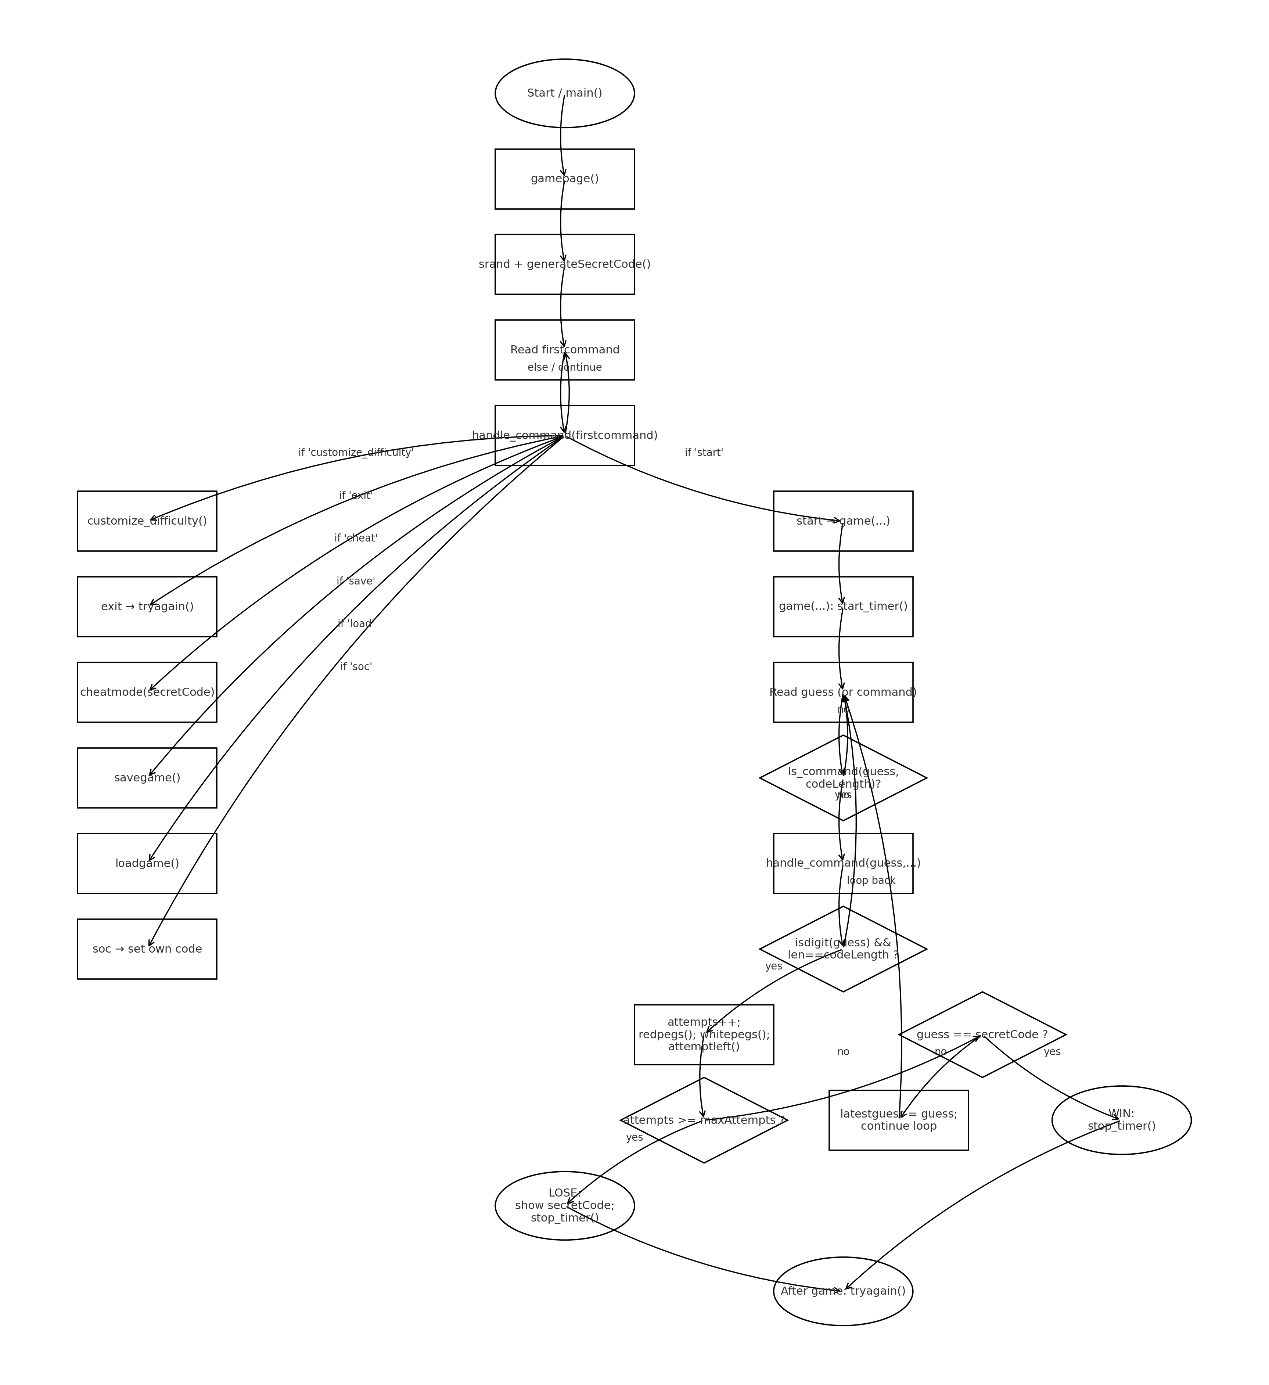 Start / main()
gamepage()
srand + generateSecretCode()
Read firstcommand
else / continue
handle_command(firstcommand)
if 'customize_difficulty'
if 'start'
if 'exit'
customize_difficulty()
start → game(...)
if 'cheat'
if 'save'
exit → tryagain()
game(...): start_timer()
if 'load'
if 'soc'
cheatmode(secretCode)
Read guess (or command)
no
savegame()
Is_command(guess,
codeLength)?
yes
loadgame()
handle_command(guess,...)
loop back
soc → set own code
isdigit(guess) &&
len==codeLength ?
yes
attempts++;
redpegs(); whitepegs();
attemptleft()
guess == secretCode ?
no
no
yes
attempts >= maxAttempts ?
latestguess = guess;
continue loop
WIN:
stop_timer()
yes
LOSE:
show secretCode;
stop_timer()
After game: tryagain()